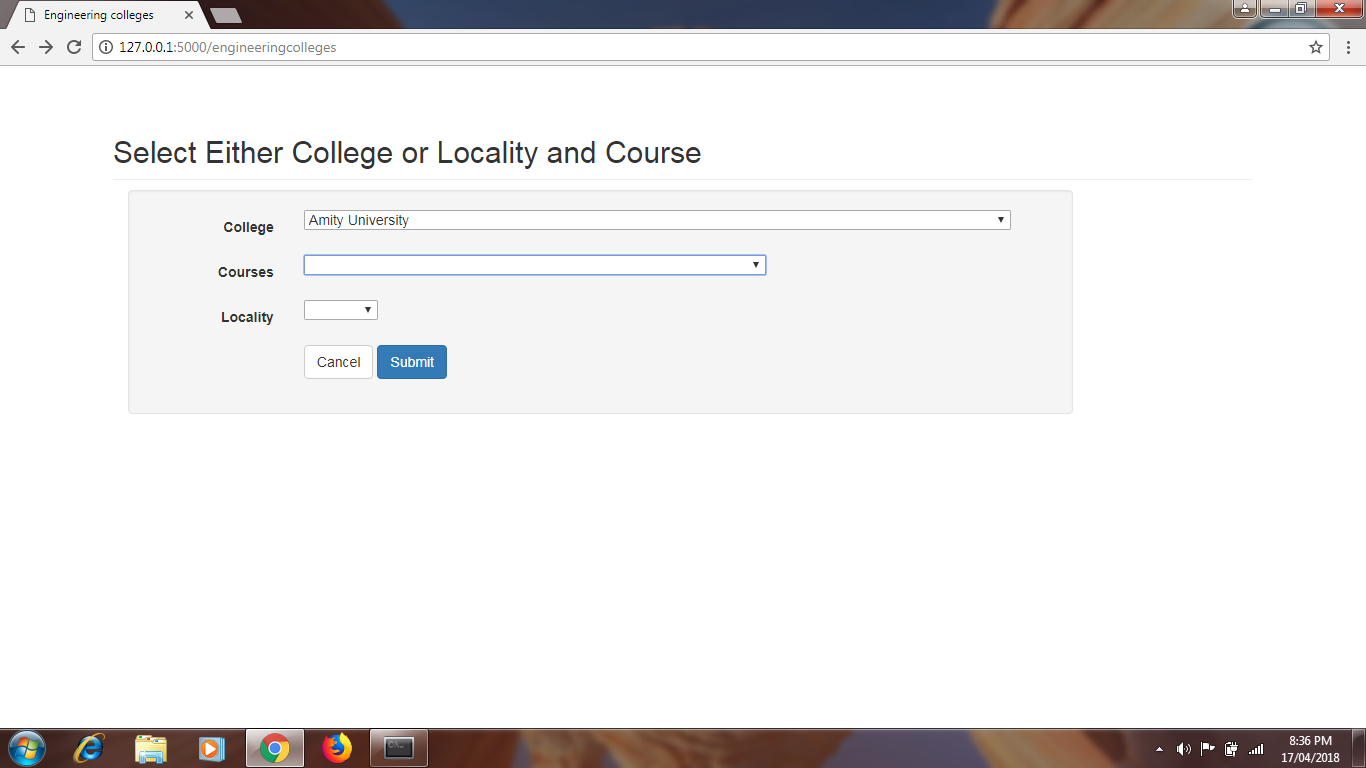 Engineering colleges
127.0.0.1:5000/engineeringcolleges
Select Either College or Locality and Course
College
Amity University
Courses
Locality
Cancel Submit
8:36 PM
17/04/2018